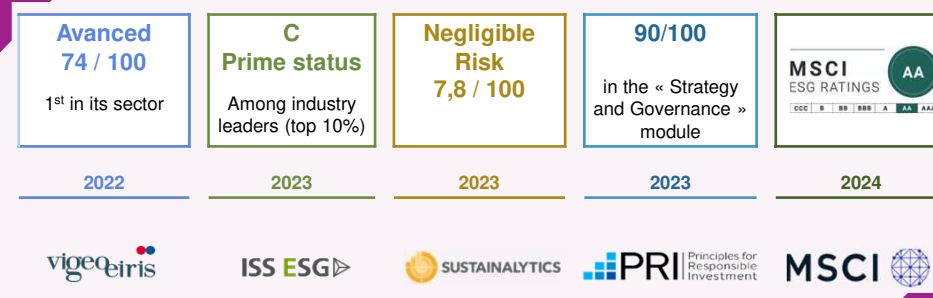 Avanced
74 / 100
1st in its sector
C
Prime status
Among industry
leaders (top 10%)
Negligible
Risk
7,8 / 100
90/100
in the « Strategy
and Governance »
module
MSCI
ESG RATINGS
AA
CCC B BB BBB A AA AAA
2022
2023
2023
2023
2024
vigeoeiris
ISS ESG
SUSTAINALYTICS
PRI
Principles for
Responsible
Investment
MSCI